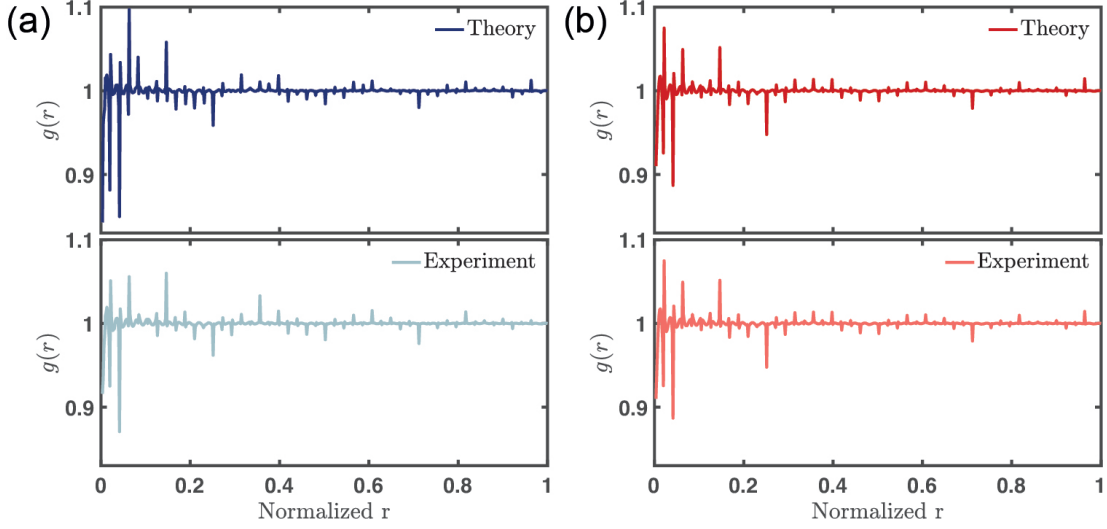 (a)
1.1
1
0.9
g(r)
Theory
1.1
1
0.9
g(r)
Experiment
0 0.2 0.4 0.6 0.8 1
Normalized r
(b)
1.1
1
0.9
g(r)
Theory
1.1
1
0.9
g(r)
Experiment
0 0.2 0.4 0.6 0.8 1
Normalized r